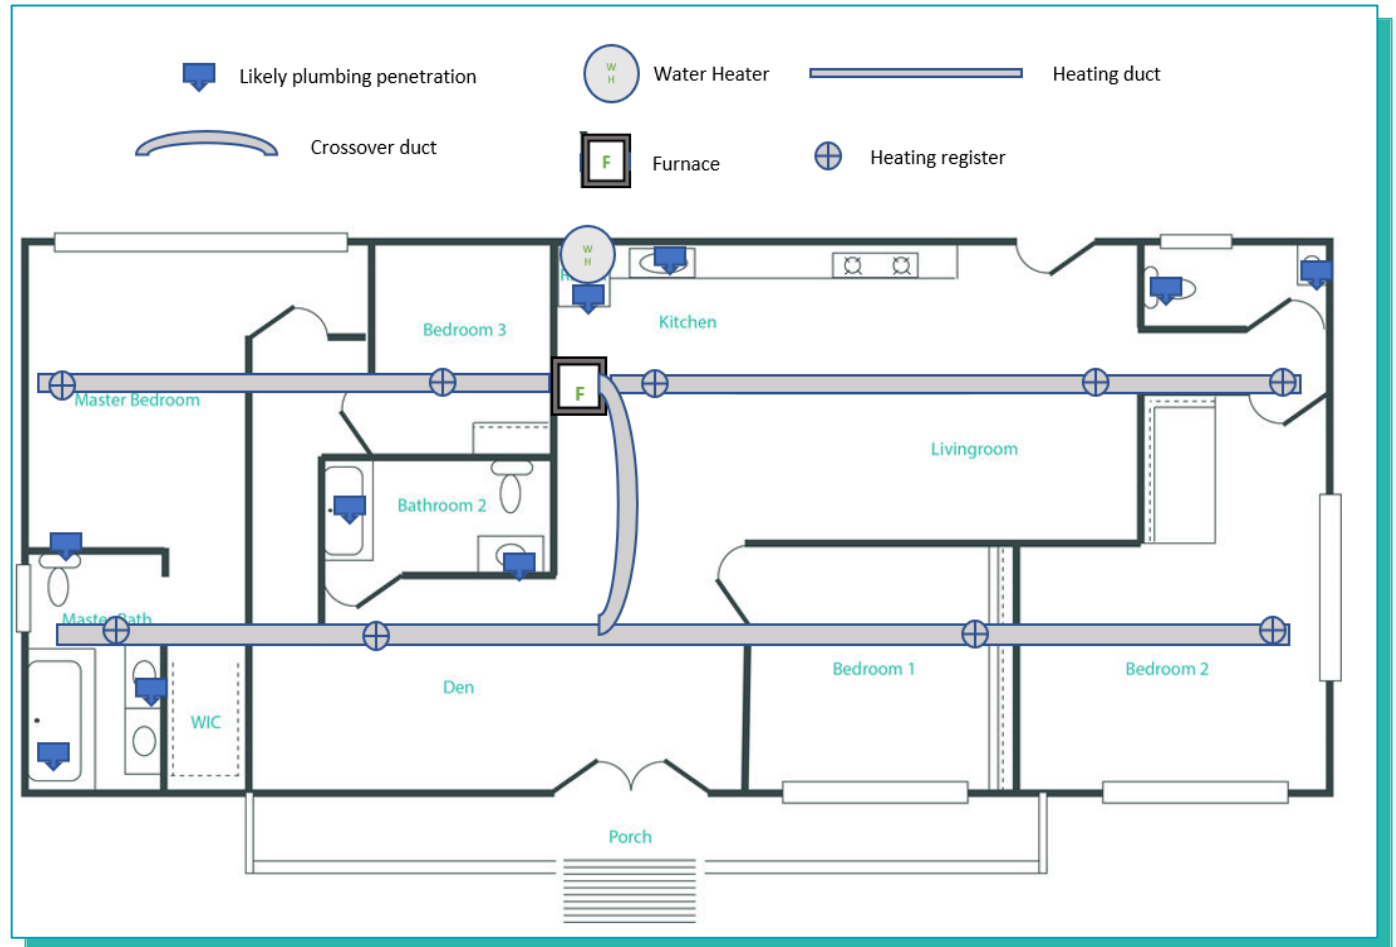 Likely plumbing penetration
W
H
Water Heater
Heating duct
Crossover duct
F
Furnace
Heating register
W
H
Kitchen
Bedroom 3
F
Master Bedroom
Livingroom
Bathroom 2
Master Bath
Bedroom 1
Bedroom 2
Den
WIC
Porch